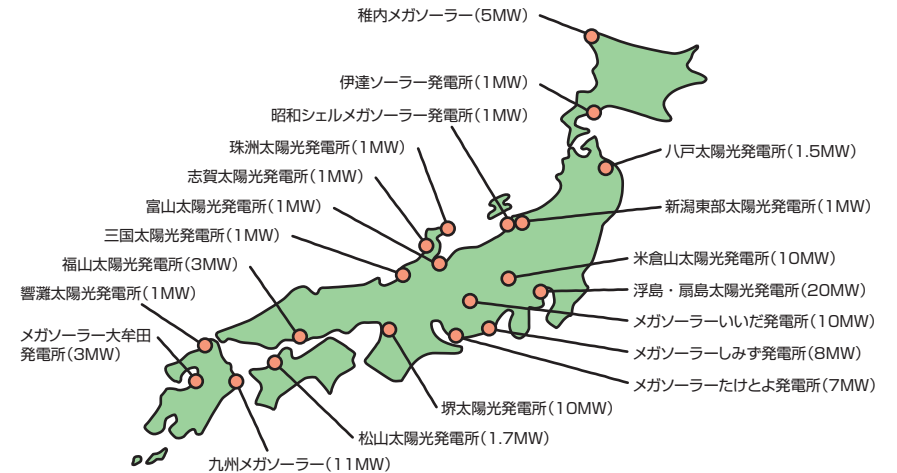 稚内メガソーラー(5MW)
伊達ソーラー発電所(1MW)
昭和シェルメガソーラー発電所(1MW)
珠洲太陽光発電所(1MW)
志賀太陽光発電所(1MW)
富山太陽光発電所(1MW)
三国太陽光発電所(1MW)
福山太陽光発電所(3MW)
響灘太陽光発電所(1MW)
メガソーラー大牟田
発電所(3MW)
八戸太陽光発電所(1.5MW)
新潟東部太陽光発電所(1MW)
米倉山太陽光発電所(10MW)
浮島・扇島太陽光発電所(20MW)
メガソーラーいいだ発電所(10MW)
メガソーラーしみず発電所(8MW)
メガソーラーたけとよ発電所(7MW)
堺太陽光発電所(10MW)
松山太陽光発電所(1.7MW)
九州メガソーラー(11MW)